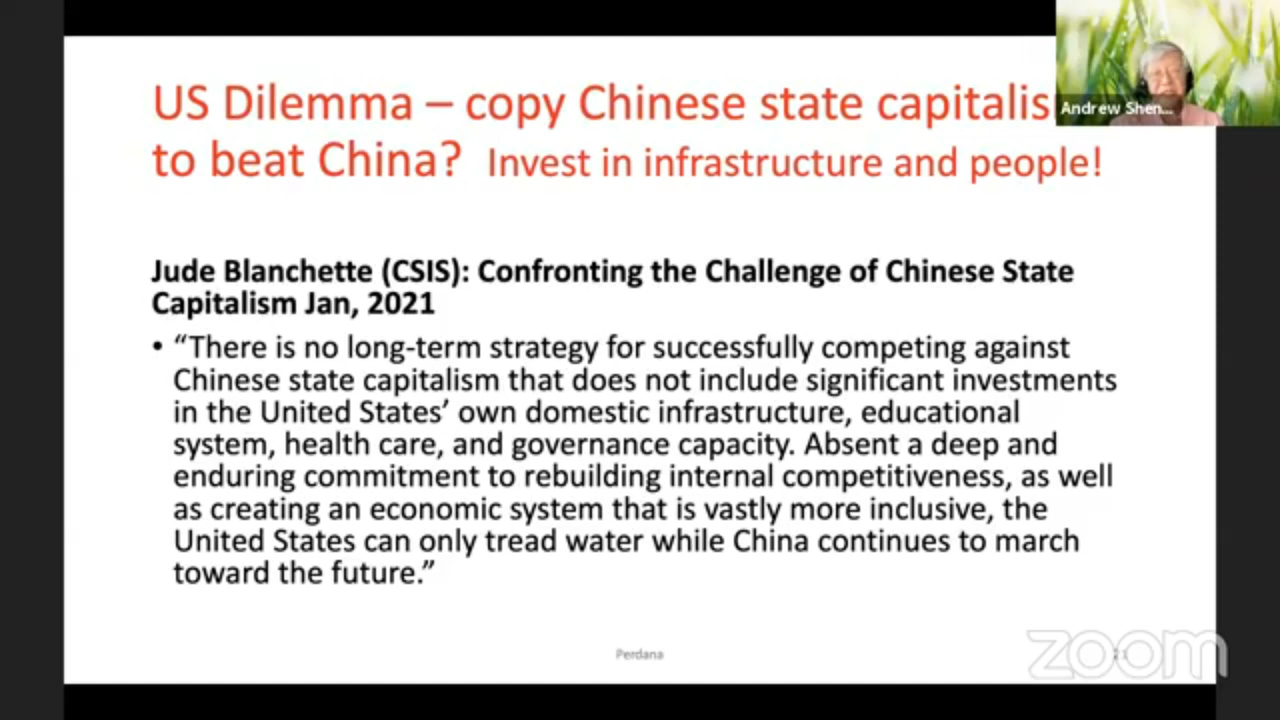 US Dilemma – copy Chinese state capitalis
to beat China? Invest in infrastructure and people!
Andrew Shen...
Jude Blanchette (CSIS): Confronting the Challenge of Chinese State
Capitalism Jan, 2021
• “There is no long-term strategy for successfully competing against
Chinese state capitalism that does not include significant investments
in the United States’ own domestic infrastructure, educational
system, health care, and governance capacity. Absent a deep and
enduring commitment to rebuilding internal competitiveness, as well
as creating an economic system that is vastly more inclusive, the
United States can only tread water while China continues to march
toward the future.”
Perdana
zoom